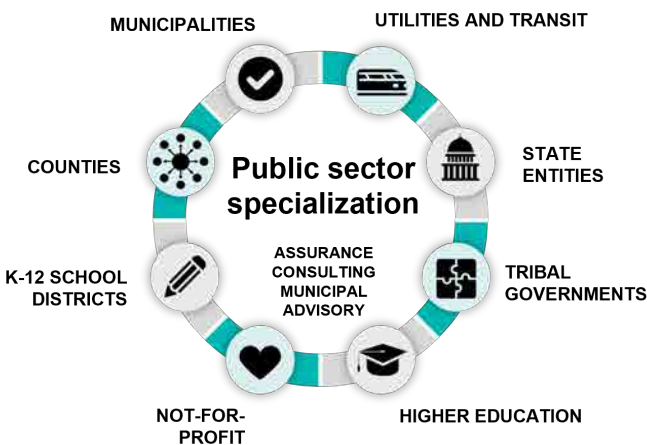 MUNICIPALITIES
UTILITIES AND TRANSIT
COUNTIES
Public sector
specialization
STATE
ENTITIES
ASSURANCE
CONSULTING
MUNICIPAL
ADVISORY
K-12 SCHOOL
DISTRICTS
TRIBAL
GOVERNMENTS
NOT-FOR-
PROFIT
HIGHER EDUCATION